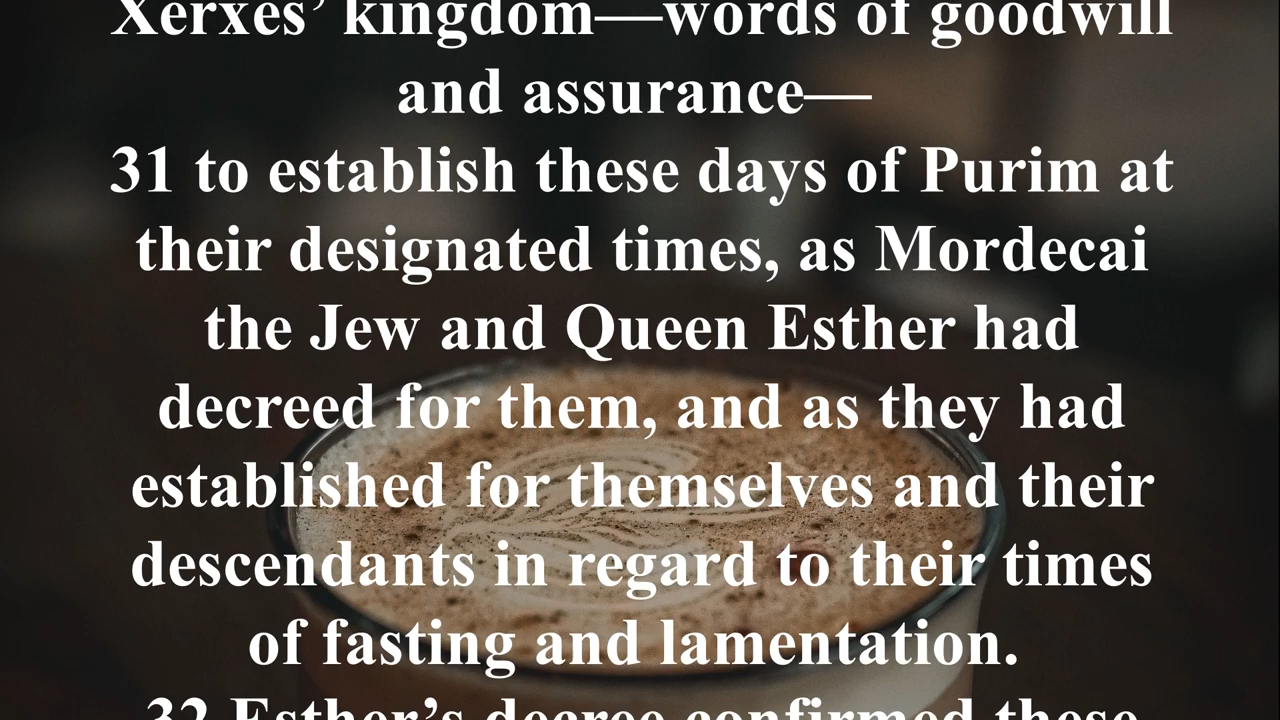 Xerxes’ kingdom—words of goodwill
and assurance—
31 to establish these days of Purim at
their designated times, as Mordecai
the Jew and Queen Esther had
decreed for them, and as they had
established for themselves and their
descendants in regard to their times
of fasting and lamentation.
32 Esther’s decree confirmed these